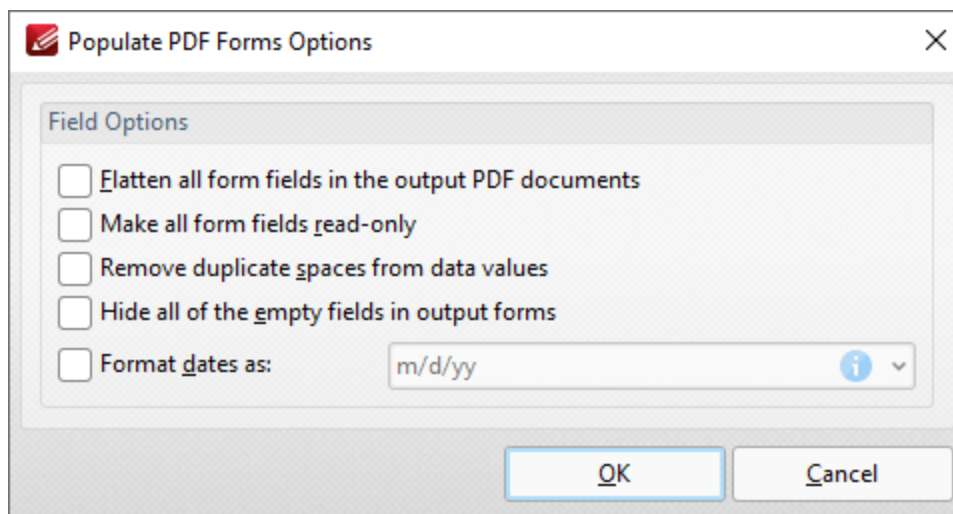 Populate PDF Forms Options
Field Options
Flatten all form fields in the output PDF documents
Make all form fields read-only
Remove duplicate spaces from data values
Hide all of the empty fields in output forms
Format dates as: m/d/yy i
OK Cancel